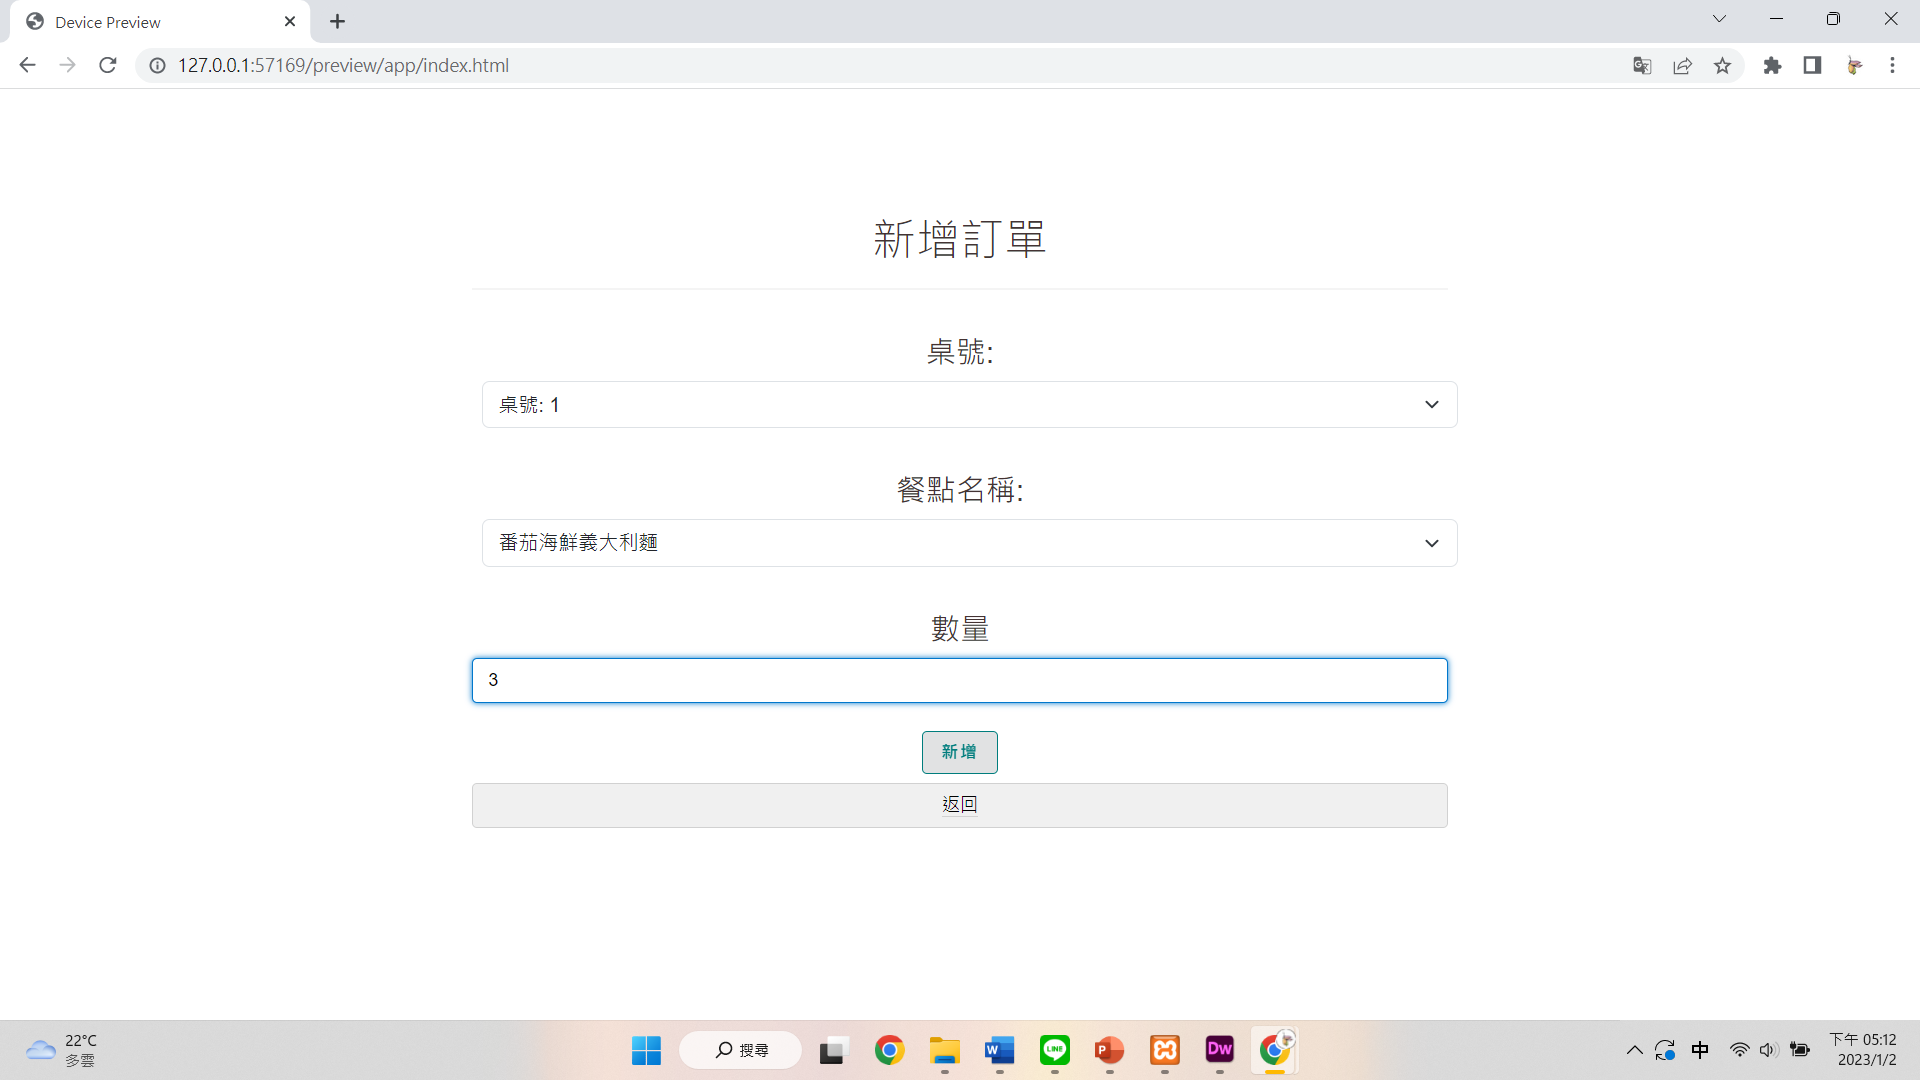 Device Preview
127.0.0.1:57169/preview/app/index.html
新增訂單
桌號:
桌號: 1
餐點名稱:
番茄海鮮義大利麵
數量
3
新增
返回
22°C
多雲
搜尋
W
LINE
P
Dw
中
下午 05:12
2023/1/2